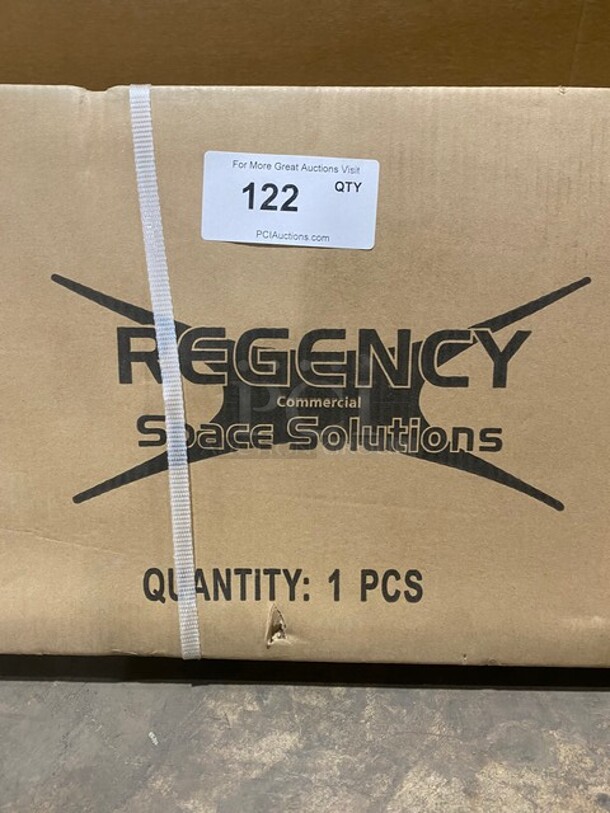 For More Great Auctions Visit
122 QTY
PCIAuctions.com
REGENCY
Commercial
Space Solutions
QUANTITY: 1 PCS